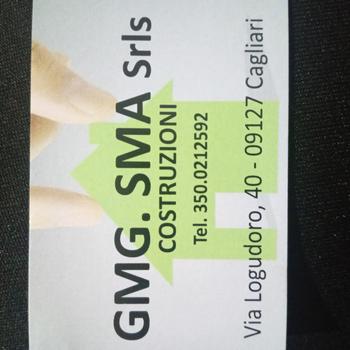 GMG. SMA Srls
COSTRUZIONI
Tel. 350.0212592
Via Logudoro, 40 - 09127 Cagliari